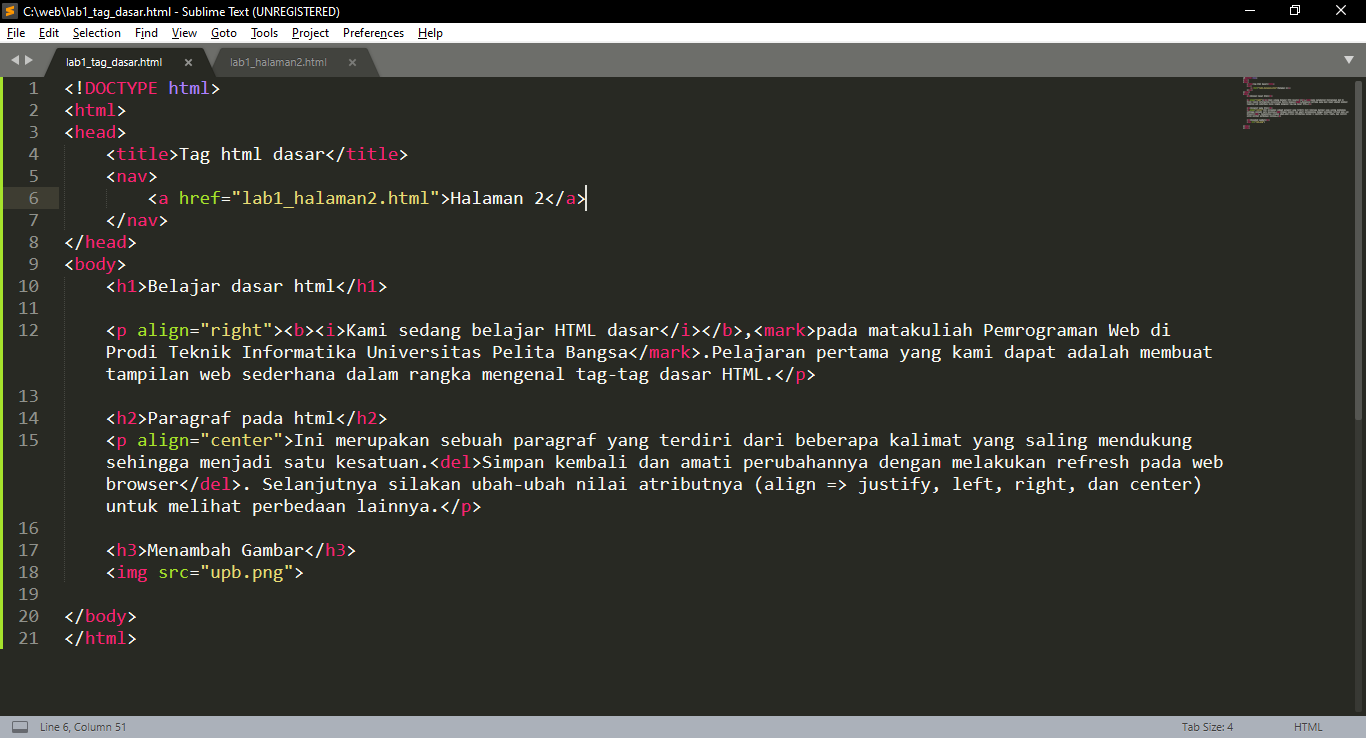 C:\web\lab1_tag_dasar.html - Sublime Text (UNREGISTERED)
File Edit Selection Find View Goto Tools Project Preferences Help
lab1_tag_dasar.html × lab1_halaman2.html ×
1 <!DOCTYPE html>
2 <html>
3 <head>
4 <title>Tag html dasar</title>
5 <nav>
6 <a href="lab1_halaman2.html">Halaman 2</a>
7 </nav>
8 </head>
9 <body>
10 <h1>Belajar dasar html</h1>
11
12 <p align="right"><b><i>Kami sedang belajar HTML dasar</i></b>,<mark>pada matakuliah Pemrograman Web di
Prodi Teknik Informatika Universitas Pelita Bangsa</mark>.Pelajaran pertama yang kami dapat adalah membuat
tampilan web sederhana dalam rangka mengenal tag-tag dasar HTML.</p>
13
14 <h2>Paragraf pada html</h2>
15 <p align="center">Ini merupakan sebuah paragraf yang terdiri dari beberapa kalimat yang saling mendukung
sehingga menjadi satu kesatuan.<del>Simpan kembali dan amati perubahannya dengan melakukan refresh pada web
browser</del>. Selanjutnya silakan ubah-ubah nilai atributnya (align => justify, left, right, dan center)
untuk melihat perbedaan lainnya.</p>
16
17 <h3>Menambah Gambar</h3>
18 <img src="upb.png">
19
20 </body>
21 </html>
Line 6, Column 51 Tab Size: 4 HTML